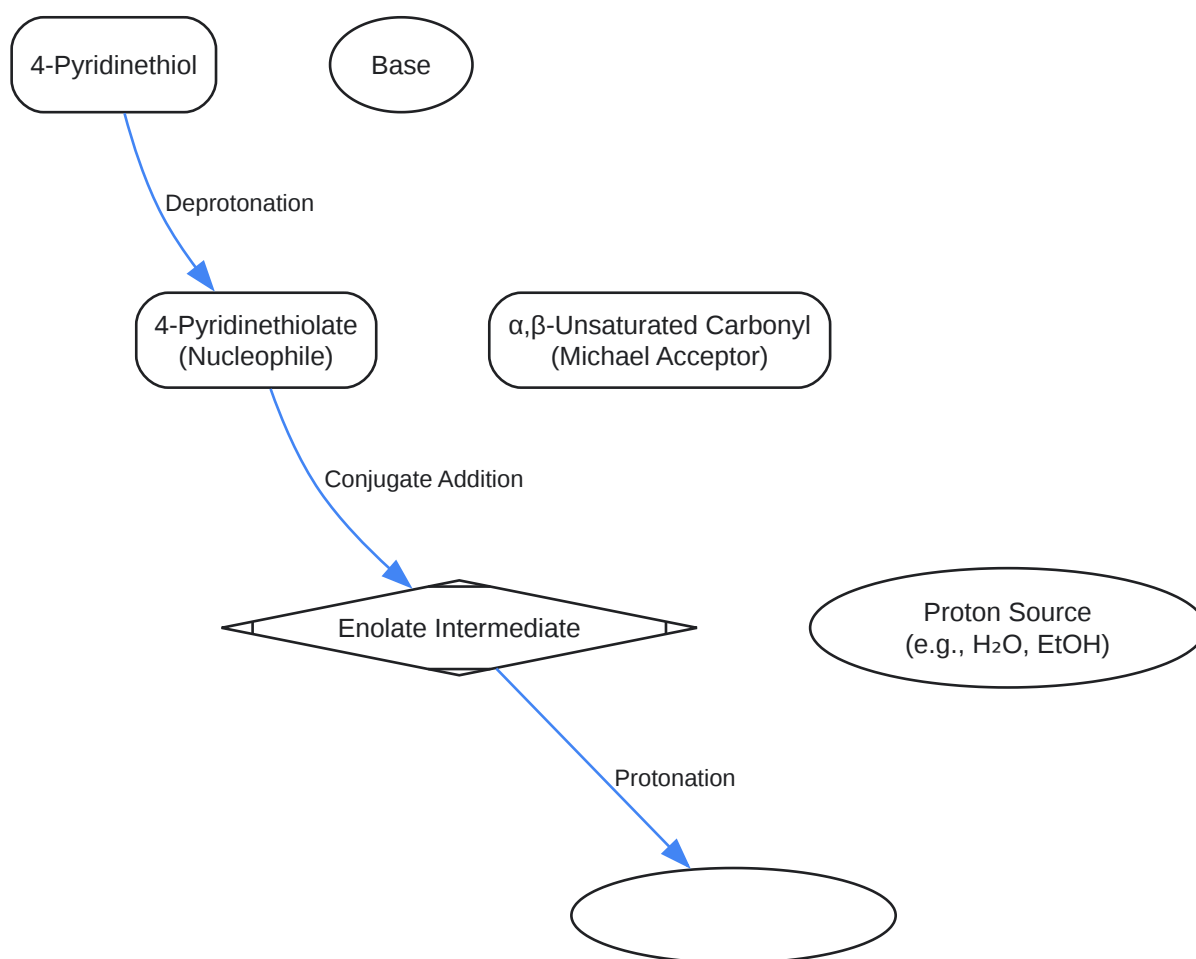 4-Pyridinethiol
Base
Deprotonation
4-Pyridinethiolate
(Nucleophile)
α,β-Unsaturated Carbonyl
(Michael Acceptor)
Conjugate Addition
Enolate Intermediate
Proton Source
(e.g., H₂O, EtOH)
Protonation